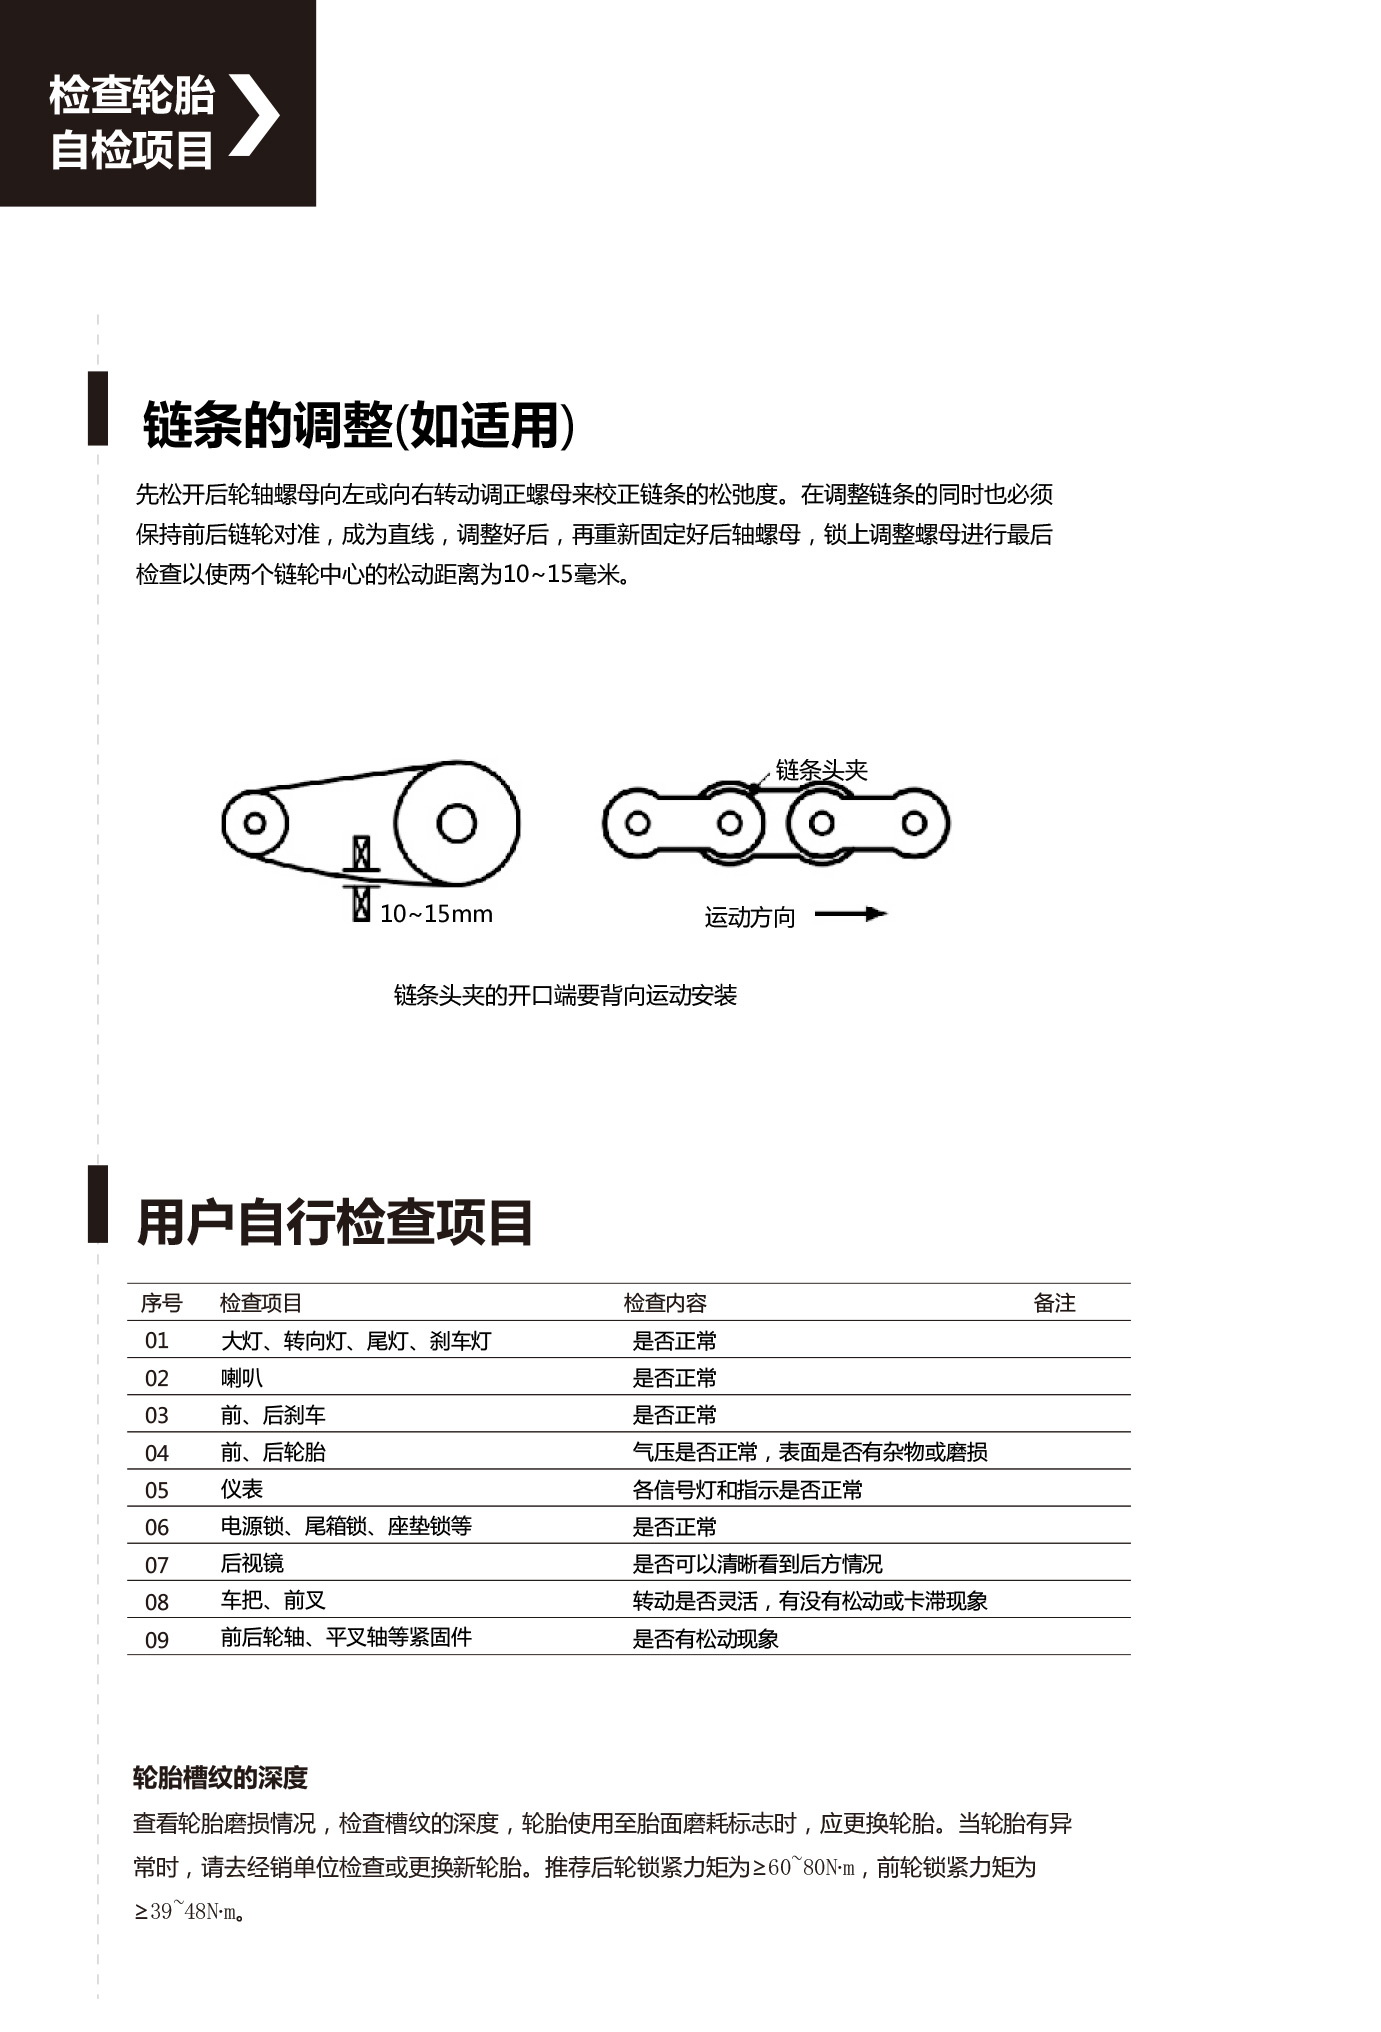 检查轮胎
自检项目
链条的调整(如适用)
先松开后轮轴螺母向左或向右转动调正螺母来校正链条的松弛度。在调整链条的同时也必须
保持前后链轮对准，成为直线，调整好后，再重新固定好后轴螺母，锁上调整螺母进行最后
检查以使两个链轮中心的松动距离为10~15毫米。
链条头夹
10~15mm
运动方向
链条头夹的开口端要背向运动安装
用户自行检查项目
序号 检查项目 检查内容 备注
01 大灯、转向灯、尾灯、刹车灯 是否正常
02 喇叭 是否正常
03 前、后刹车 是否正常
04 前、后轮胎 气压是否正常，表面是否有杂物或磨损
05 仪表 各信号灯和指示是否正常
06 电源锁、尾箱锁、座垫锁等 是否正常
07 后视镜 是否可以清晰看到后方情况
08 车把、前叉 转动是否灵活，有没有松动或卡滞现象
09 前后轮轴、平叉轴等紧固件 是否有松动现象
轮胎槽纹的深度
查看轮胎磨损情况，检查槽纹的深度，轮胎使用至胎面磨耗标志时，应更换轮胎。当轮胎有异
常时，请去经销单位检查或更换新轮胎。推荐后轮锁紧力矩为≥60~80N·m，前轮锁紧力矩为
≥39~48N·m。